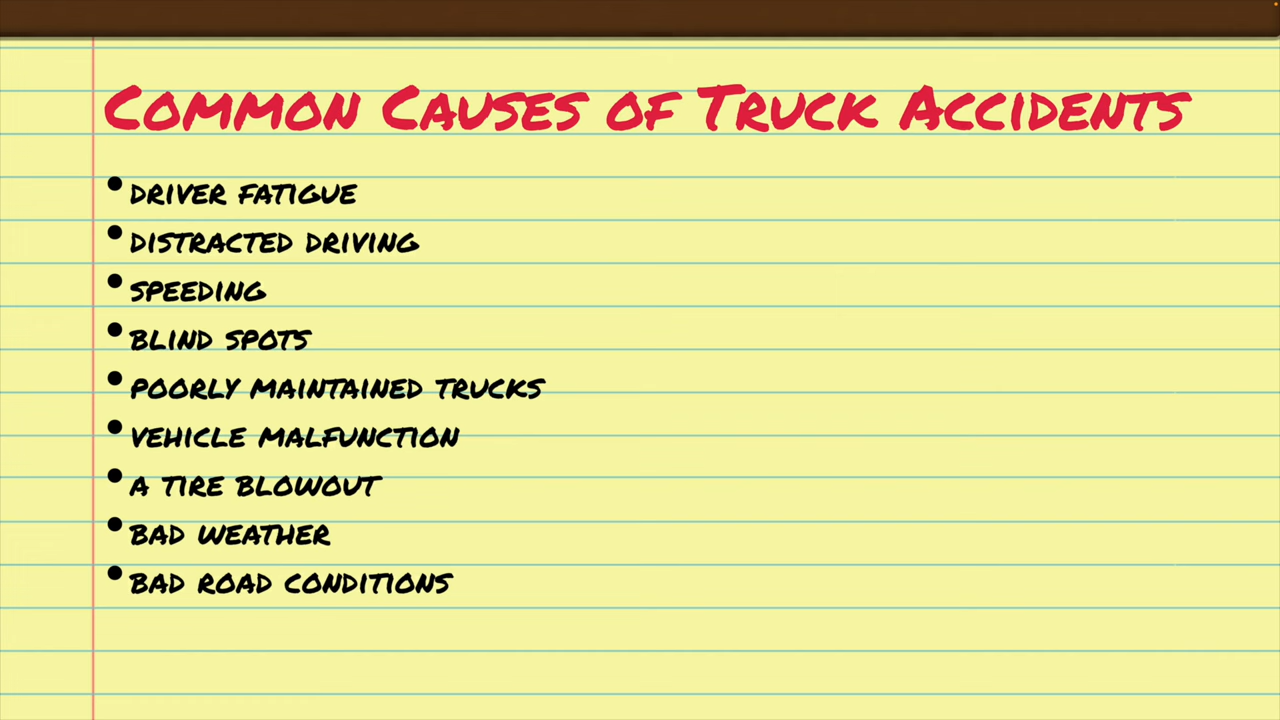 Common Causes of Truck Accidents
• Driver fatigue
• Distracted driving
• Speeding
• Blind spots
• Poorly maintained trucks
• Vehicle malfunction
• A tire blowout
• Bad weather
• Bad road conditions